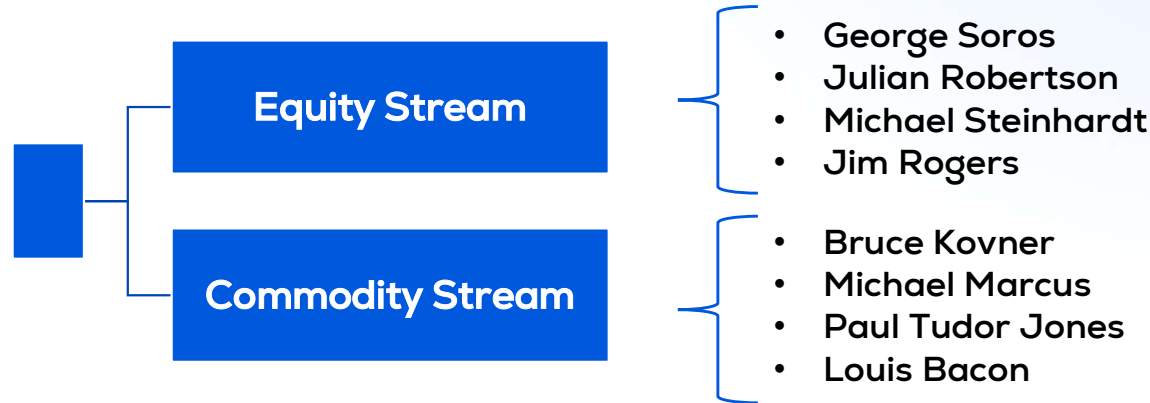 Equity Stream
• George Soros
• Julian Robertson
• Michael Steinhardt
• Jim Rogers
Commodity Stream
• Bruce Kovner
• Michael Marcus
• Paul Tudor Jones
• Louis Bacon